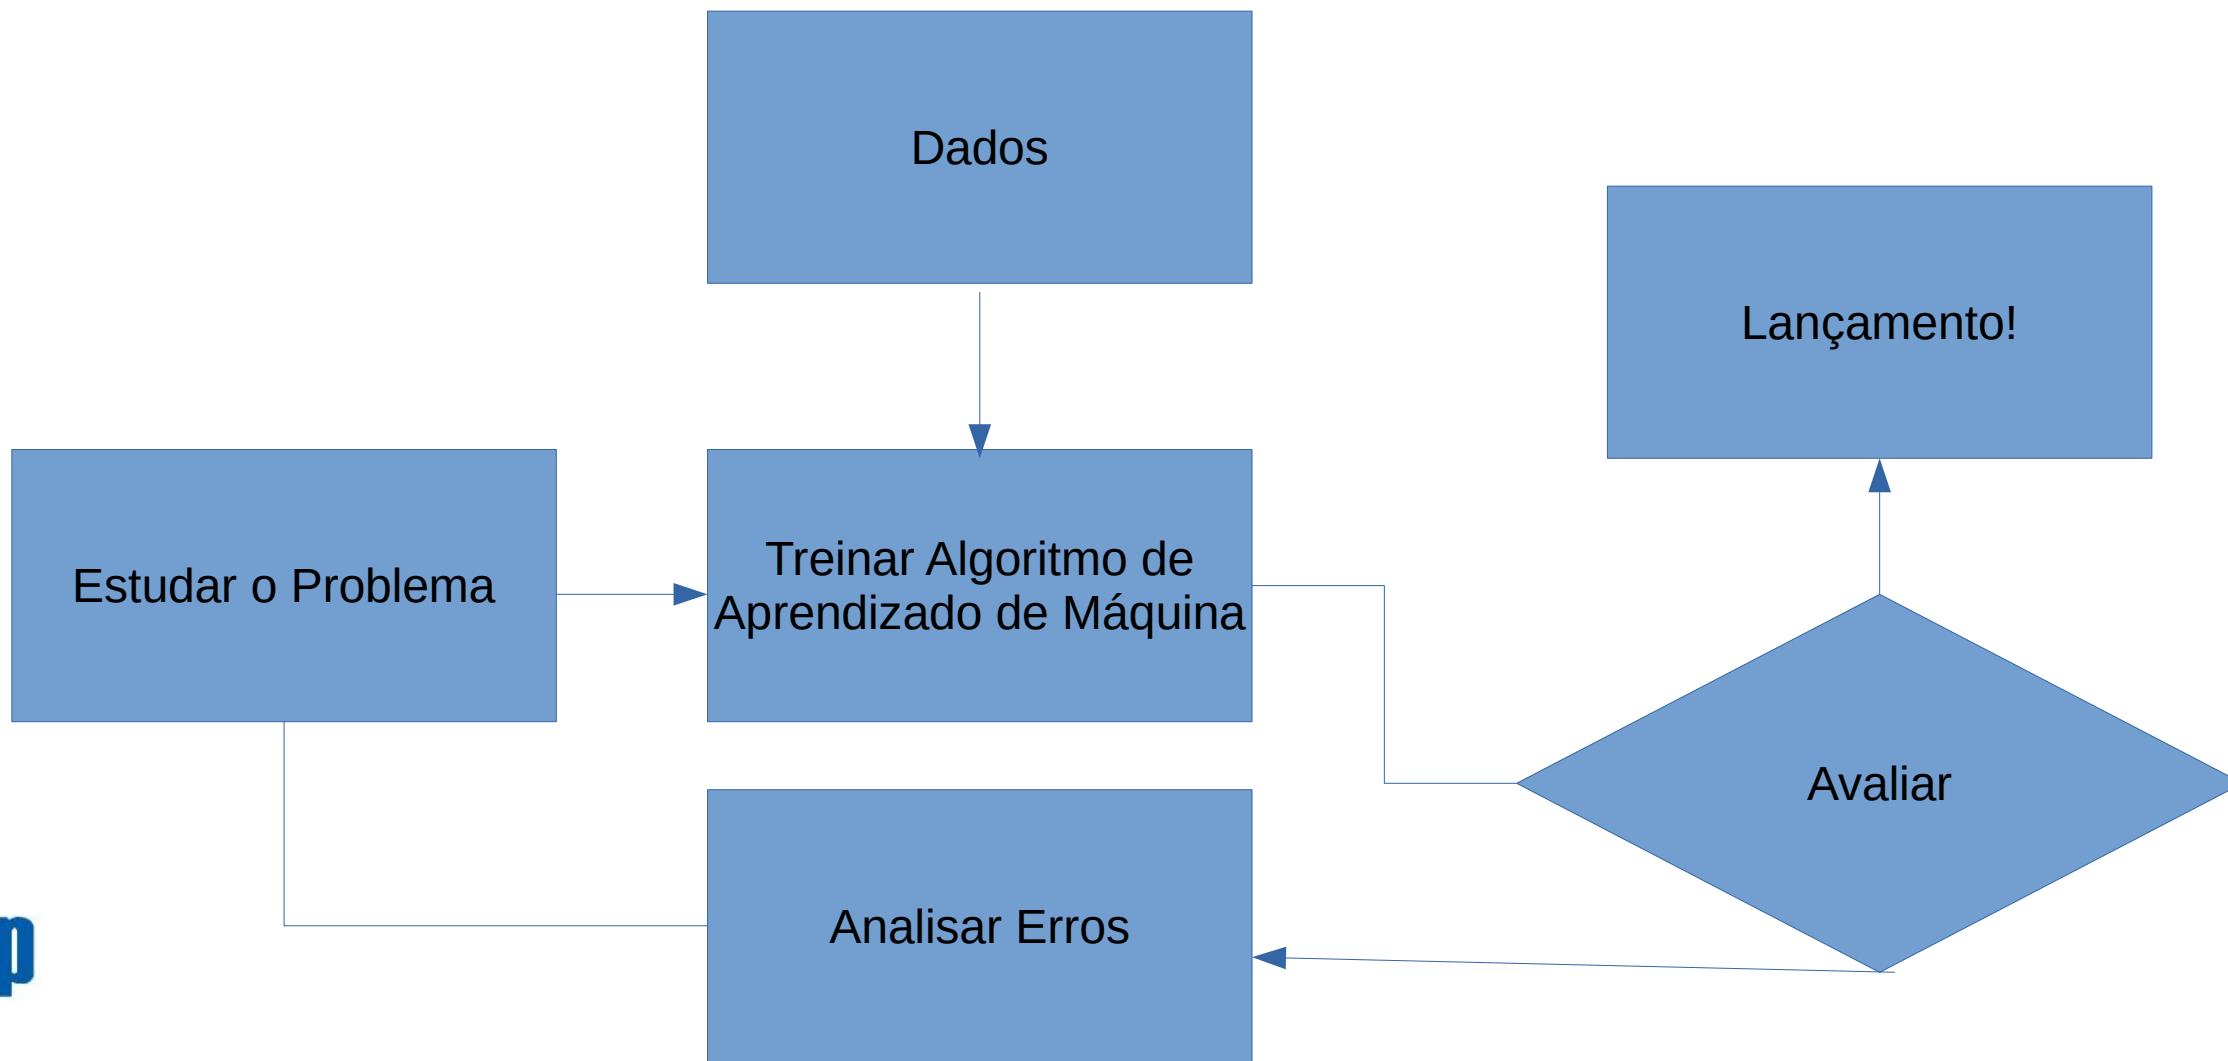 Dados
Lançamento!
Estudar o Problema
Treinar Algoritmo de
Aprendizado de Máquina
Avaliar
Analisar Erros
p